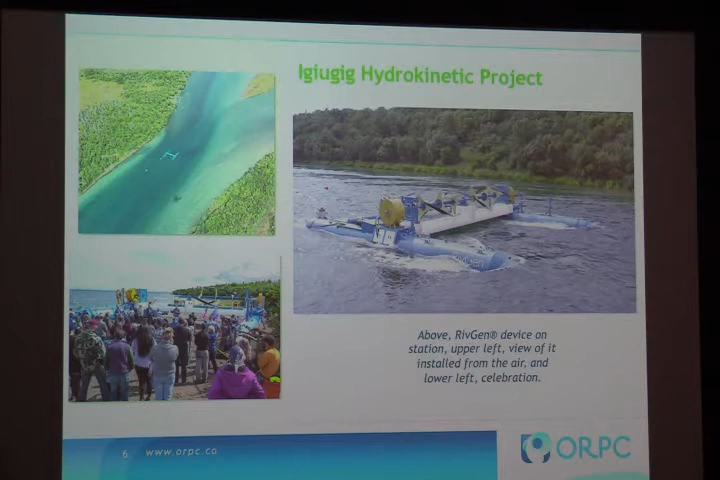 Igiugig Hydrokinetic Project
Above, RivGen® device on
station, upper left, view of it
installed from the air, and
lower left, celebration.
6 www.orpc.co
ORPC